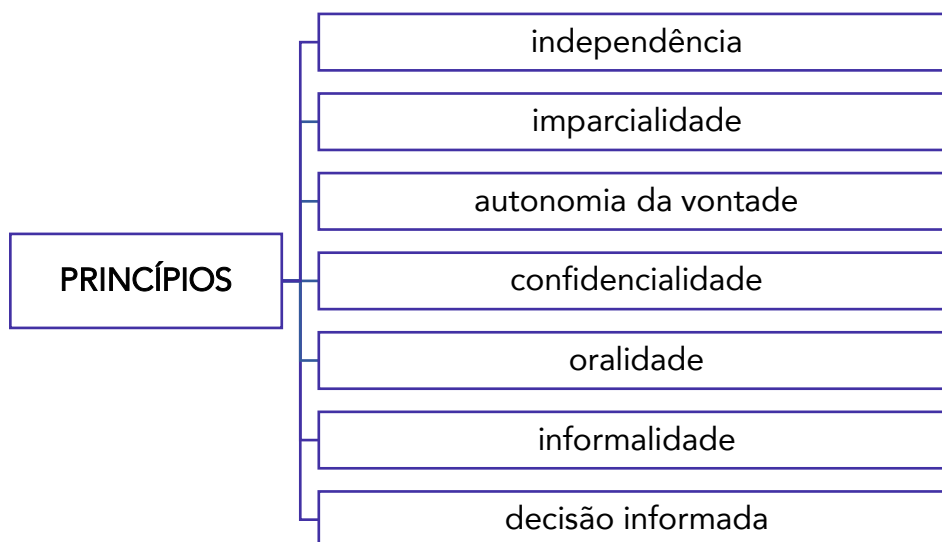 PRINCÍPIOS
independência
imparcialidade
autonomia da vontade
confidencialidade
oralidade
informalidade
decisão informada